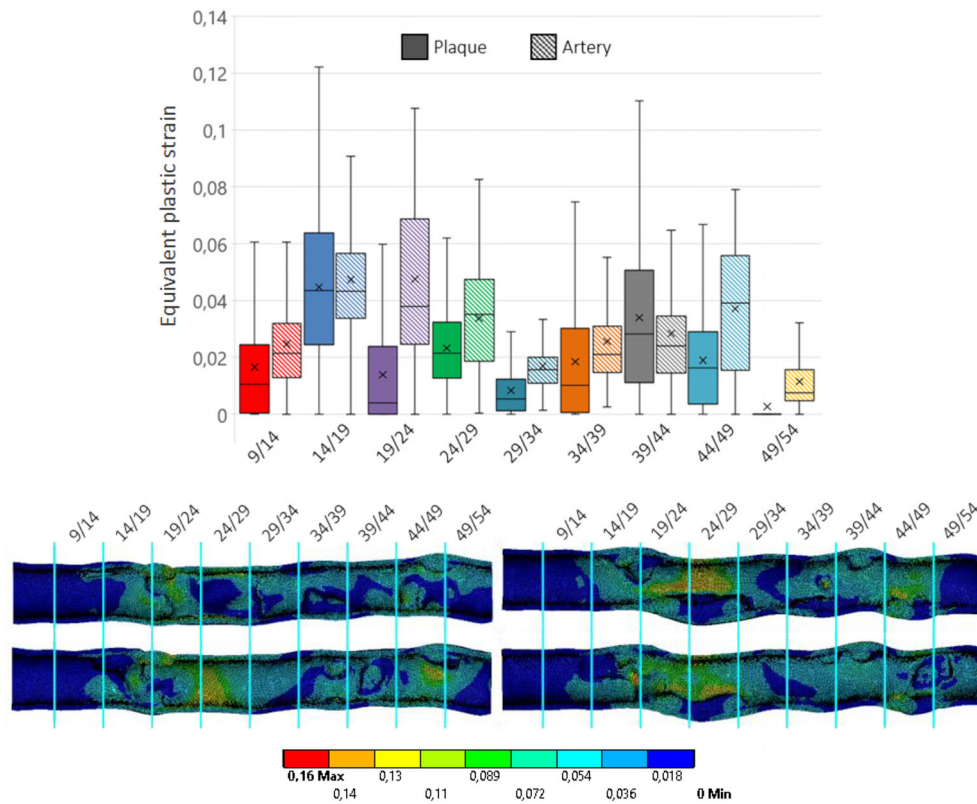 0,14
Plaque Artery
0,12
0,1
0,08
0,06
0,04
0,02
0
Equivalent plastic strain
9/14 14/19 19/24 24/29 29/34 34/39 39/44 44/49 49/54
9/14 14/19 19/24 24/29 29/34 34/39 39/44 44/49 49/54
9/14 14/19 19/24 24/29 29/34 34/39 39/44 44/49 49/54
0,16 Max 0,13 0,089 0,054 0,018
0,14 0,11 0,072 0,036 0 Min